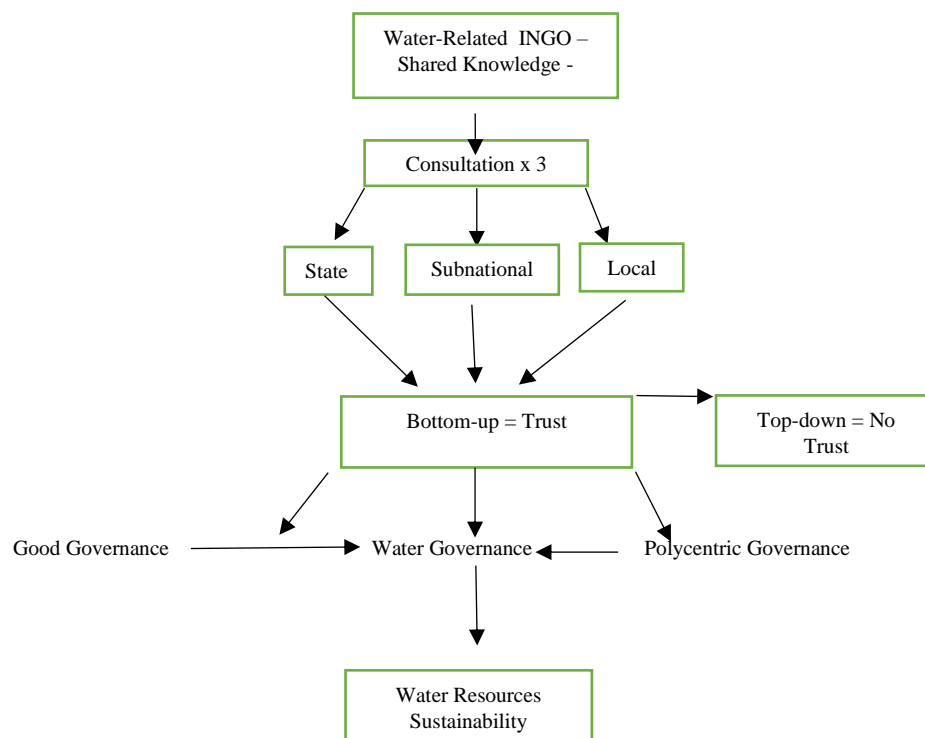 Water-Related INGO –
Shared Knowledge -
Consultation x 3
State
Subnational
Local
Bottom-up = Trust
Top-down = No
Trust
Good Governance
Water Governance
Polycentric Governance
Water Resources
Sustainability